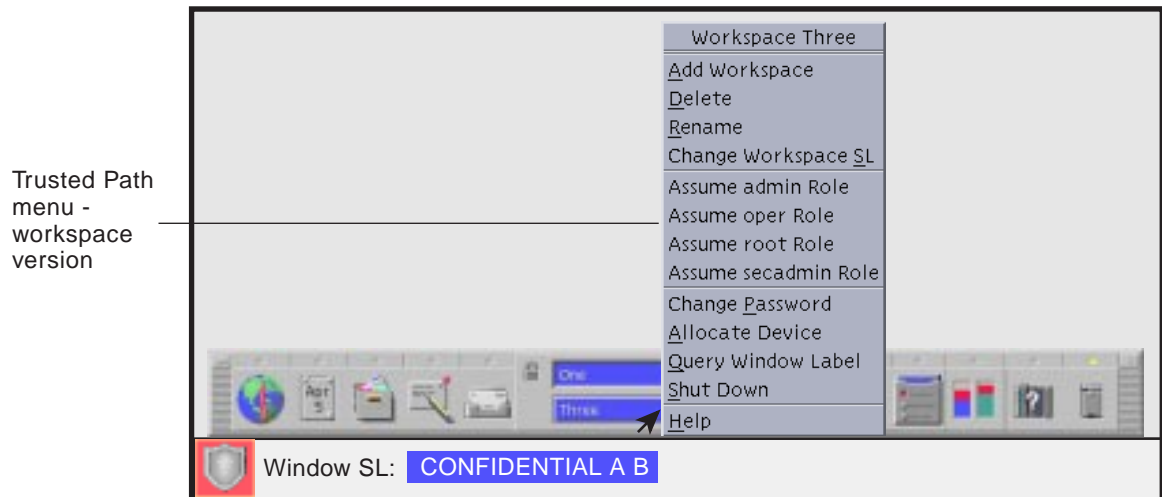 Workspace Three
Add Workspace
Delete
Rename
Change Workspace SL
Assume admin Role
Assume oper Role
Assume root Role
Assume secadmin Role
Change Password
Allocate Device
Query Window Label
Shut Down
Help
Trusted Path
menu -
workspace
version
Apr
5
One
Three
Window SL: CONFIDENTIAL A B